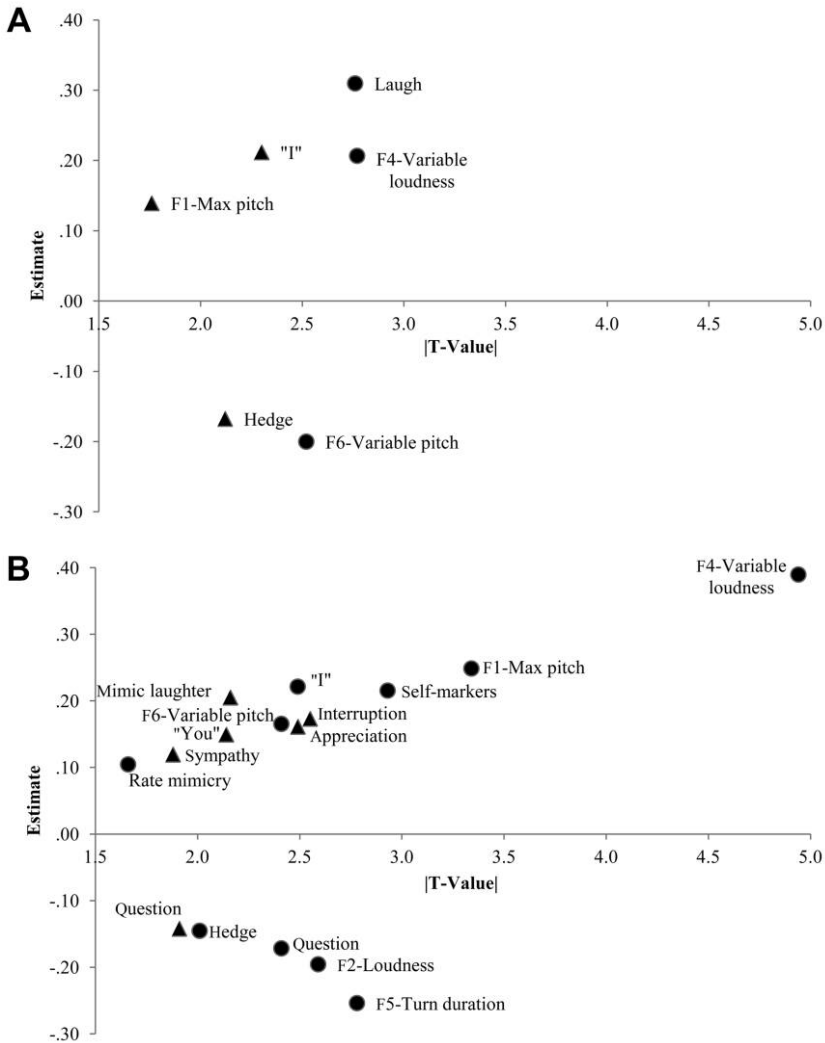 A
.40
.30
Laugh
"I"
F4-Variable
loudness
.20
F1-Max pitch
.10
Estimate
.00
1.5 2.0 2.5 3.0 3.5 4.0 4.5 5.0
|T-Value|
-.10
Hedge
-.20
F6-Variable pitch
-.30
B
.40
F4-Variable
loudness
.30
F1-Max pitch
"I"
Mimic laughter
Self-markers
.20
F6-Variable pitch
Interruption
"You"
Appreciation
Sympathy
.10
Rate mimicry
Estimate
.00
1.5 2.0 2.5 3.0 3.5 4.0 4.5 5.0
|T-Value|
-.10
Question
Hedge
Question
-.20
F2-Loudness
F5-Turn duration
-.30